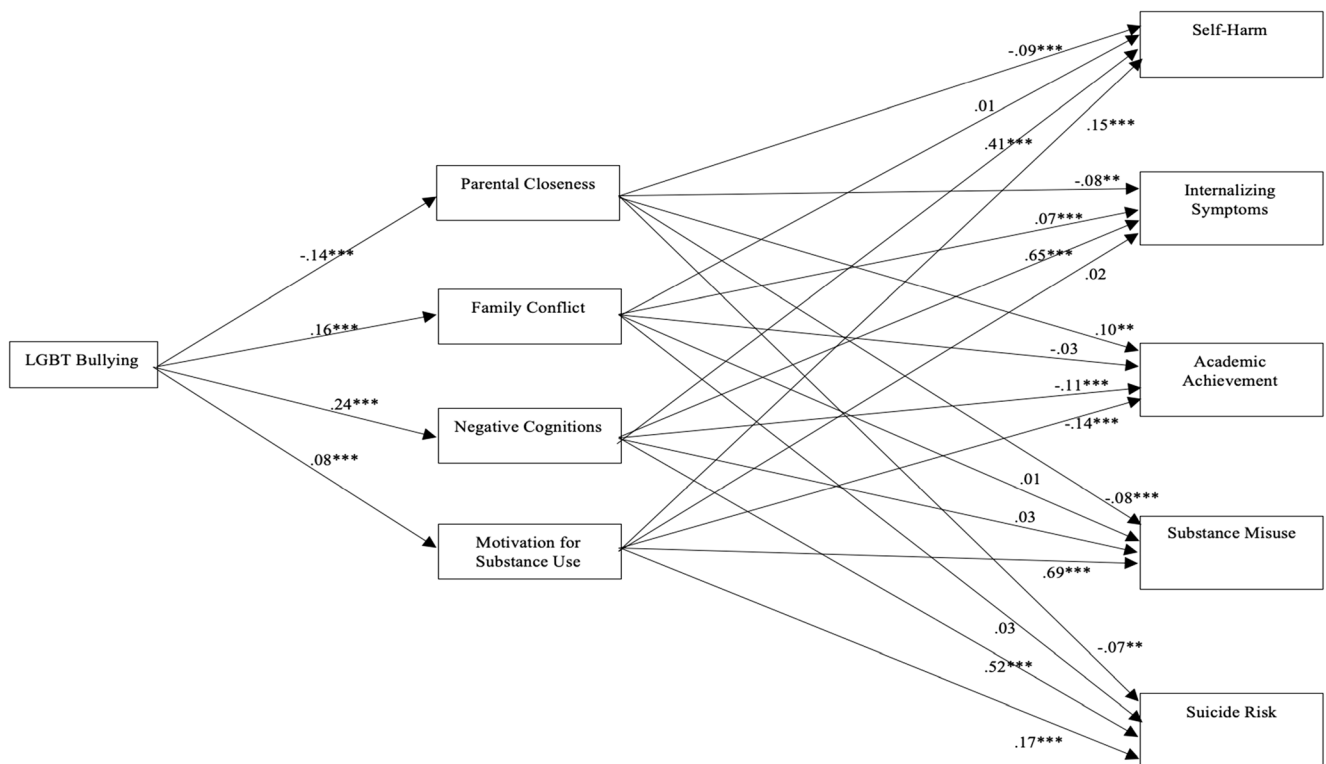 Self-Harm
-.09***
.01
.15***
.41***
Parental Closeness
-.08**
Internalizing
Symptoms
.07***
-.14***
.65***
.02
Family Conflict
.16***
.10**
LGBT Bullying
-.03
Academic
Achievement
-.11***
.24***
Negative Cognitions
-.14***
.08***
.01
-.08***
.03
Substance Misuse
Motivation for
Substance Use
.69***
.03
-.07**
.52***
Suicide Risk
.17***